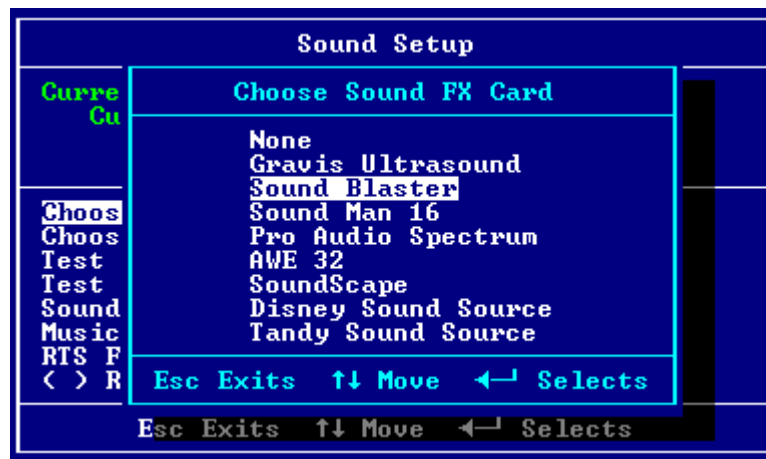 Sound Setup
Curre
Cu
Choose Sound FX Card
None
Gravis Ultrasound
Sound Blaster
Sound Man 16
Pro Audio Spectrum
AWE 32
SoundScape
Disney Sound Source
Tandy Sound Source
Esc Exits ↑↓ Move ◄─┘ Selects
Choos
Choos
Test
Test
Sound
Music
RTS F
< > R
Esc Exits ↑↓ Move ◄─┘ Selects